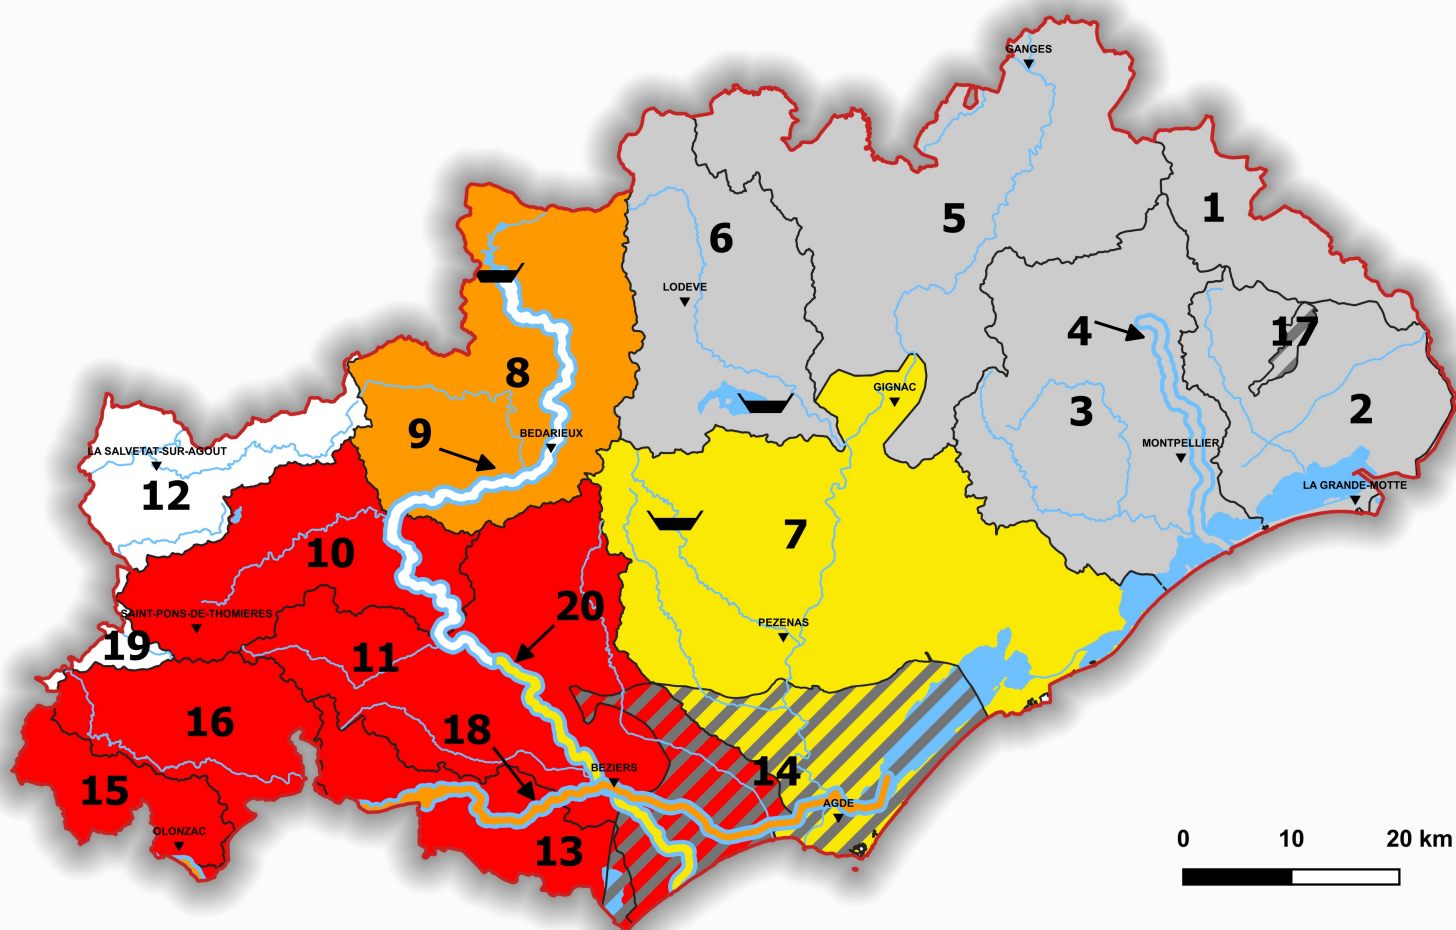 GANGES
1
5
6
LODEVE
17
4
8
GIGNAC
2
3
9
BEDARIEUX
MONTPELLIER
LA SALVETAT-SUR-AGOUT
LA GRANDE-MOTTE
12
7
10
20
SAINT-PONS-DE-THOMIERES
PEZENAS
19
11
16
18
BEZIERS
14
15
AGDE
OLONZAC
13
0 10 20 km